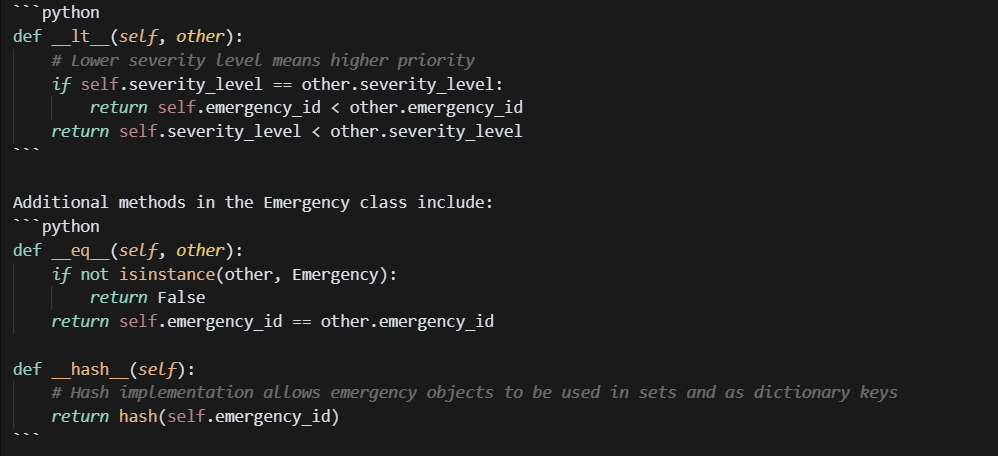 ```python
def __lt__(self, other):
    # Lower severity level means higher priority
    if self.severity_level == other.severity_level:
        return self.emergency_id < other.emergency_id
    return self.severity_level < other.severity_level
```

Additional methods in the Emergency class include:
```python
def __eq__(self, other):
    if not isinstance(other, Emergency):
        return False
    return self.emergency_id == other.emergency_id

def __hash__(self):
    # Hash implementation allows emergency objects to be used in sets and as dictionary keys
    return hash(self.emergency_id)
```